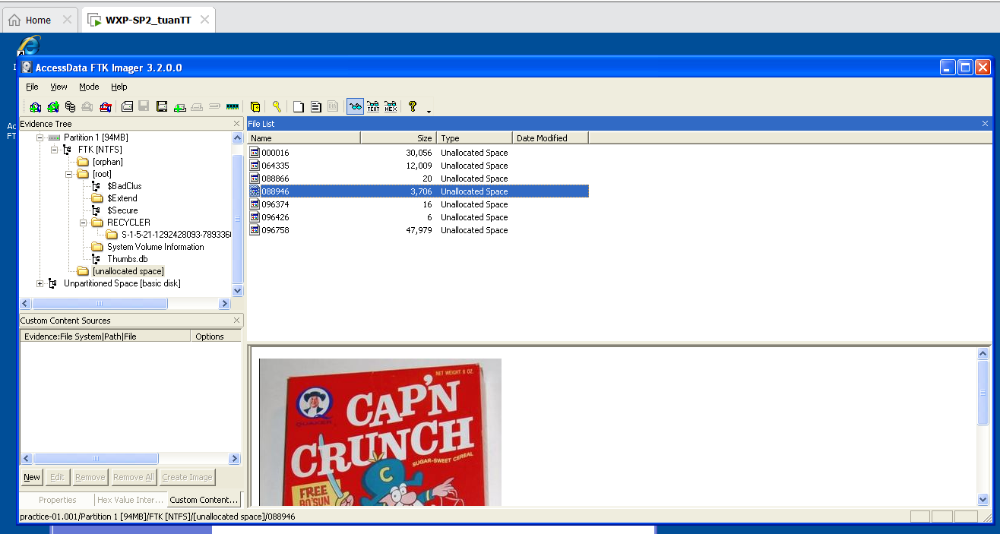 Home
WXP-SP2_tuanTT
AccessData FTK Imager 3.2.0.0
File View Mode Help
TEXT HEX
Evidence Tree
Partition 1 [94MB]
FTK [NTFS]
[orphan]
[root]
$BadClus
$Extend
$Secure
RECYCLER
S-1-5-21-1292428093-7893360
System Volume Information
Thumbs.db
[unallocated space]
Unpartitioned Space [basic disk]
File List
Name Size Type Date Modified
000016 30,056 Unallocated Space
064335 12,009 Unallocated Space
088866 20 Unallocated Space
088946 3,706 Unallocated Space
096374 16 Unallocated Space
096426 6 Unallocated Space
096758 47,979 Unallocated Space
Custom Content Sources
Evidence:File System|Path|File Options
New Edit Remove Remove All Create Image
Properties Hex Value Inter... Custom Content...
NET WEIGHT 8 OZ.
QUAKER
CAP'N
CRUNCH
SUGAR-SWEET CEREAL
C
FREE
BO'SUN
practice-01.001/Partition 1 [94MB]/FTK [NTFS]/[unallocated space]/088946